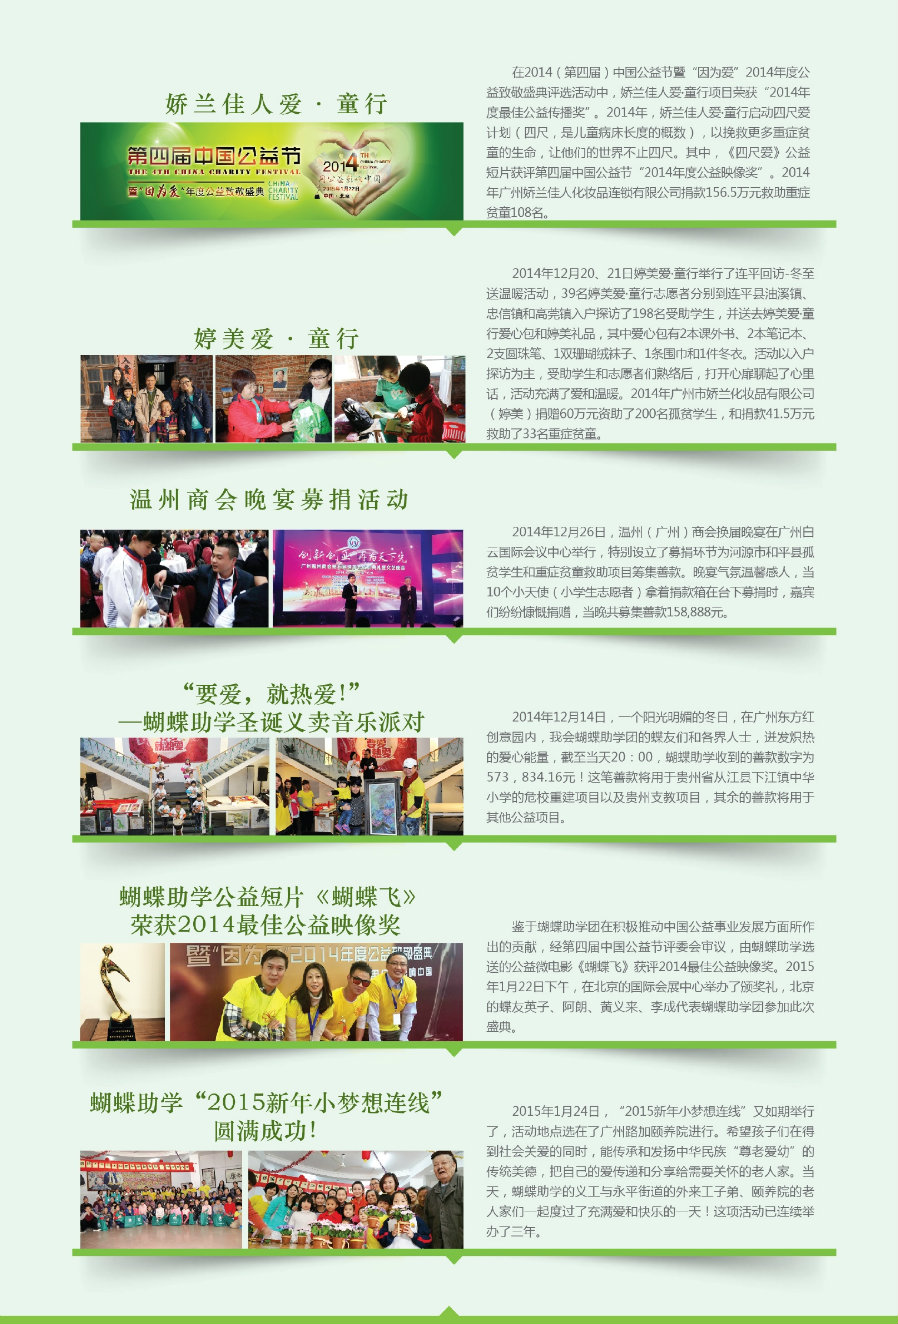 娇兰佳人爱·童行
第四届中国公益节
THE 4TH CHINA CHARITY FESTIVAL
暨“因为爱”年度公益致敬盛典
CHINA
CHARITY
FESTIVAL
2014
4TH
CHINA CHARITY
FESTIVAL
2015年1月22日
中国·北京
在2014（第四届）中国公益节暨“因为爱”2014年度公
益致敬盛典评选活动中，娇兰佳人爱·童行项目荣获“2014年
度最佳公益传播奖”。2014年，娇兰佳人爱·童行启动四尺爱
计划（四尺，是儿童病床长度的概数），以挽救更多重症贫
童的生命，让他们的世界不止四尺。其中，《四尺爱》公益
短片获评第四届中国公益节“2014年度公益映像奖”。2014
年广州娇兰佳人化妆品连锁有限公司捐款156.5万元救助重症
贫童108名。
婷美爱·童行
2014年12月20、21日婷美爱·童行举行了连平回访-冬至
送温暖活动，39名婷美爱·童行志愿者分别到连平县油溪镇、
忠信镇和高莞镇入户探访了198名受助学生，并送去婷美爱·童
行爱心包和婷美礼品，其中爱心包有2本课外书、2本笔记本、
2支圆珠笔、1双珊瑚绒袜子、1条围巾和1件冬衣。活动以入户
探访为主，受助学生和志愿者们熟络后，打开心扉聊起了心里
话，活动充满了爱和温暖。2014年广州市娇兰化妆品有限公司
（婷美）捐赠60万元资助了200名孤贫学生，和捐款41.5万元
救助了33名重症贫童。
温州商会晚宴募捐活动
2014年12月26日，温州（广州）商会换届晚宴在广州白
云国际会议中心举行，特别设立了募捐环节为河源市和平县孤
贫学生和重症贫童救助项目筹集善款。晚宴气氛温馨感人，当
10个小天使（小学生志愿者）拿着捐款箱在台下募捐时，嘉宾
们纷纷慷慨捐赠，当晚共募集善款158,888元。
“要爱，就热爱！”
—蝴蝶助学圣诞义卖音乐派对
2014年12月14日，一个阳光明媚的冬日，在广州东方红
创意园内，我会蝴蝶助学团的蝶友们和各界人士，迸发炽热
的爱心能量，截至当天20：00，蝴蝶助学收到的善款数字为
573，834.16元！这笔善款将用于贵州省从江县下江镇中华
小学的危校重建项目以及贵州支教项目，其余的善款将用于
其他公益项目。
蝴蝶助学公益短片《蝴蝶飞》
荣获2014最佳公益映像奖
暨“因为爱”2014年度公益致敬盛典
鉴于蝴蝶助学团在积极推动中国公益事业发展方面所作
出的贡献，经第四届中国公益节评委会审议，由蝴蝶助学选
送的公益微电影《蝴蝶飞》获评2014最佳公益映像奖。2015
年1月22日下午，在北京的国际会展中心举办了颁奖礼，北京
的蝶友英子、阿朗、黄义来、李成代表蝴蝶助学团参加此次
盛典。
蝴蝶助学“2015新年小梦想连线”
圆满成功！
2015年1月24日，“2015新年小梦想连线”又如期举行
了，活动地点选在了广州路加颐养院进行。希望孩子们在得
到社会关爱的同时，能传承和发扬中华民族“尊老爱幼”的
传统美德，把自己的爱传递和分享给需要关怀的老人家。当
天，蝴蝶助学的义工与永平街道的外来工子弟、颐养院的老
人家们一起度过了充满爱和快乐的一天！这项活动已连续举
办了三年。